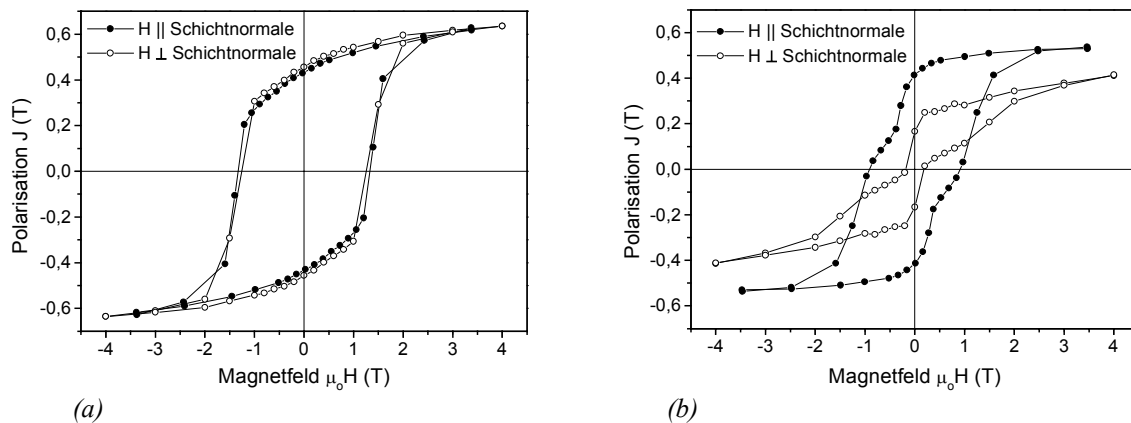 H || Schichtnormale
H ⊥ Schichtnormale
0,6
0,4
0,2
0,0
-0,2
-0,4
-0,6
Polarisation J (T)
-4 -3 -2 -1 0 1 2 3 4
Magnetfeld μoH (T)
(a)
H || Schichtnormale
H ⊥ Schichtnormale
0,6
0,4
0,2
0,0
-0,2
-0,4
0,6
Polarisation J (T)
-4 -3 -2 -1 0 1 2 3 4
Magnetfeld μoH (T)
(b)